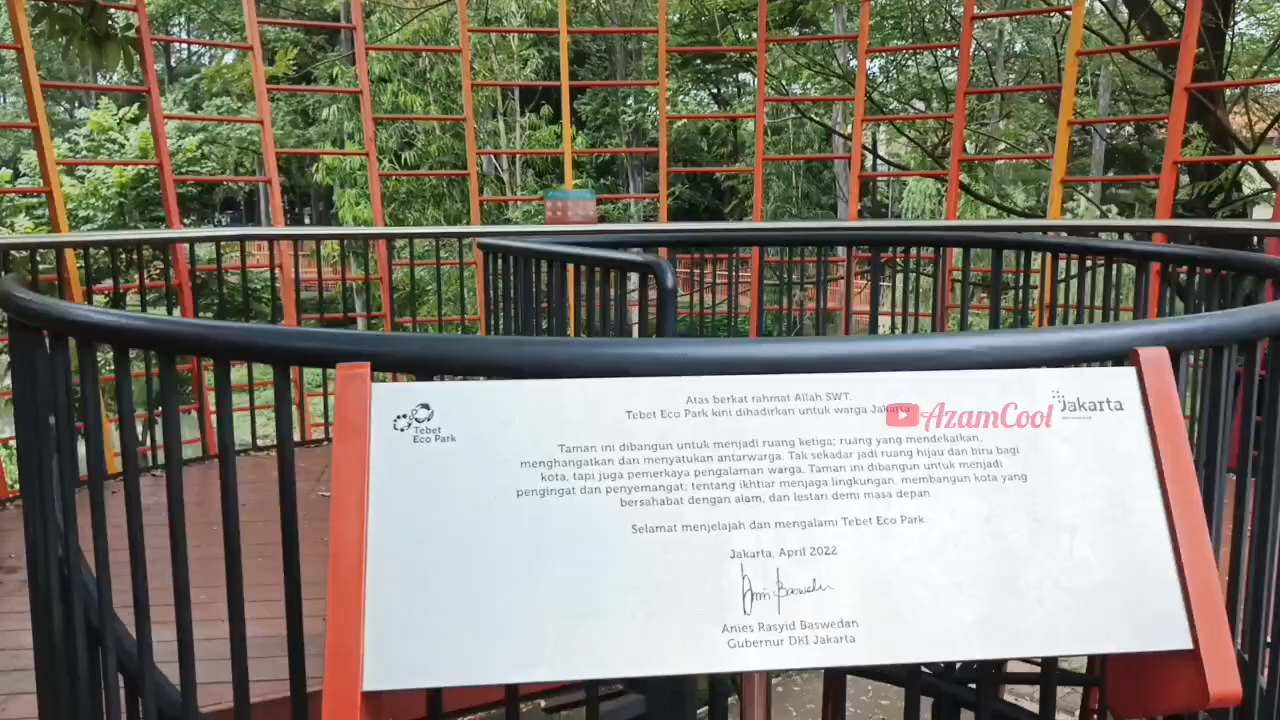 Tebet
Eco Park
Atas berkat rahmat Allah SWT,
Tebet Eco Park kini dihadirkan untuk warga Jakarta
AzamCool
Jakarta
Taman ini dibangun untuk menjadi ruang ketiga; ruang yang mendekatkan,
menghangatkan dan menyatukan antarwarga. Tak sekadar jadi ruang hijau dan biru bagi
kota, tapi juga pemerkaya pengalaman warga. Taman ini dibangun untuk menjadi
pengingat dan penyemangat; tentang ikhtiar menjaga lingkungan, membangun kota yang
bersahabat dengan alam, dan lestari demi masa depan.
Selamat menjelajah dan mengalami Tebet Eco Park.
Jakarta, April 2022
Anies Baswedan
Anies Rasyid Baswedan
Gubernur DKI Jakarta